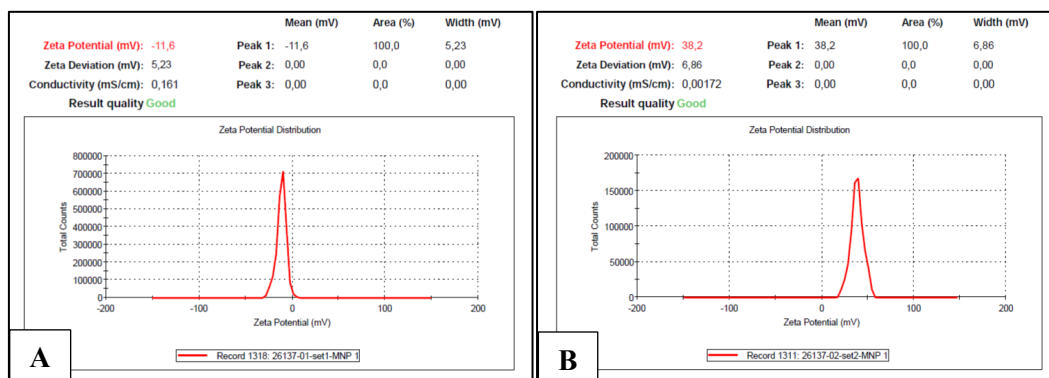 Mean (mV) Area (%) Width (mV)
Zeta Potential (mV): -11,6 Peak 1: -11,6 100,0 5,23
Zeta Deviation (mV): 5,23 Peak 2: 0,00 0,0 0,00
Conductivity (mS/cm): 0,161 Peak 3: 0,00 0,0 0,00
Result quality Good
Zeta Potential Distribution
800000
700000
600000
500000
400000
300000
200000
100000
0
Total Counts
-200 -100 0 100 200
Zeta Potential (mV)
Record 1318: 26137-01-set1-MNP 1
A
Mean (mV) Area (%) Width (mV)
Zeta Potential (mV): 38,2 Peak 1: 38,2 100,0 6,86
Zeta Deviation (mV): 6,86 Peak 2: 0,00 0,0 0,00
Conductivity (mS/cm): 0,00172 Peak 3: 0,00 0,0 0,00
Result quality Good
Zeta Potential Distribution
200000
150000
100000
50000
0
Total Counts
-200 -100 0 100 200
Zeta Potential (mV)
Record 1311: 26137-02-set2-MNP 1
B